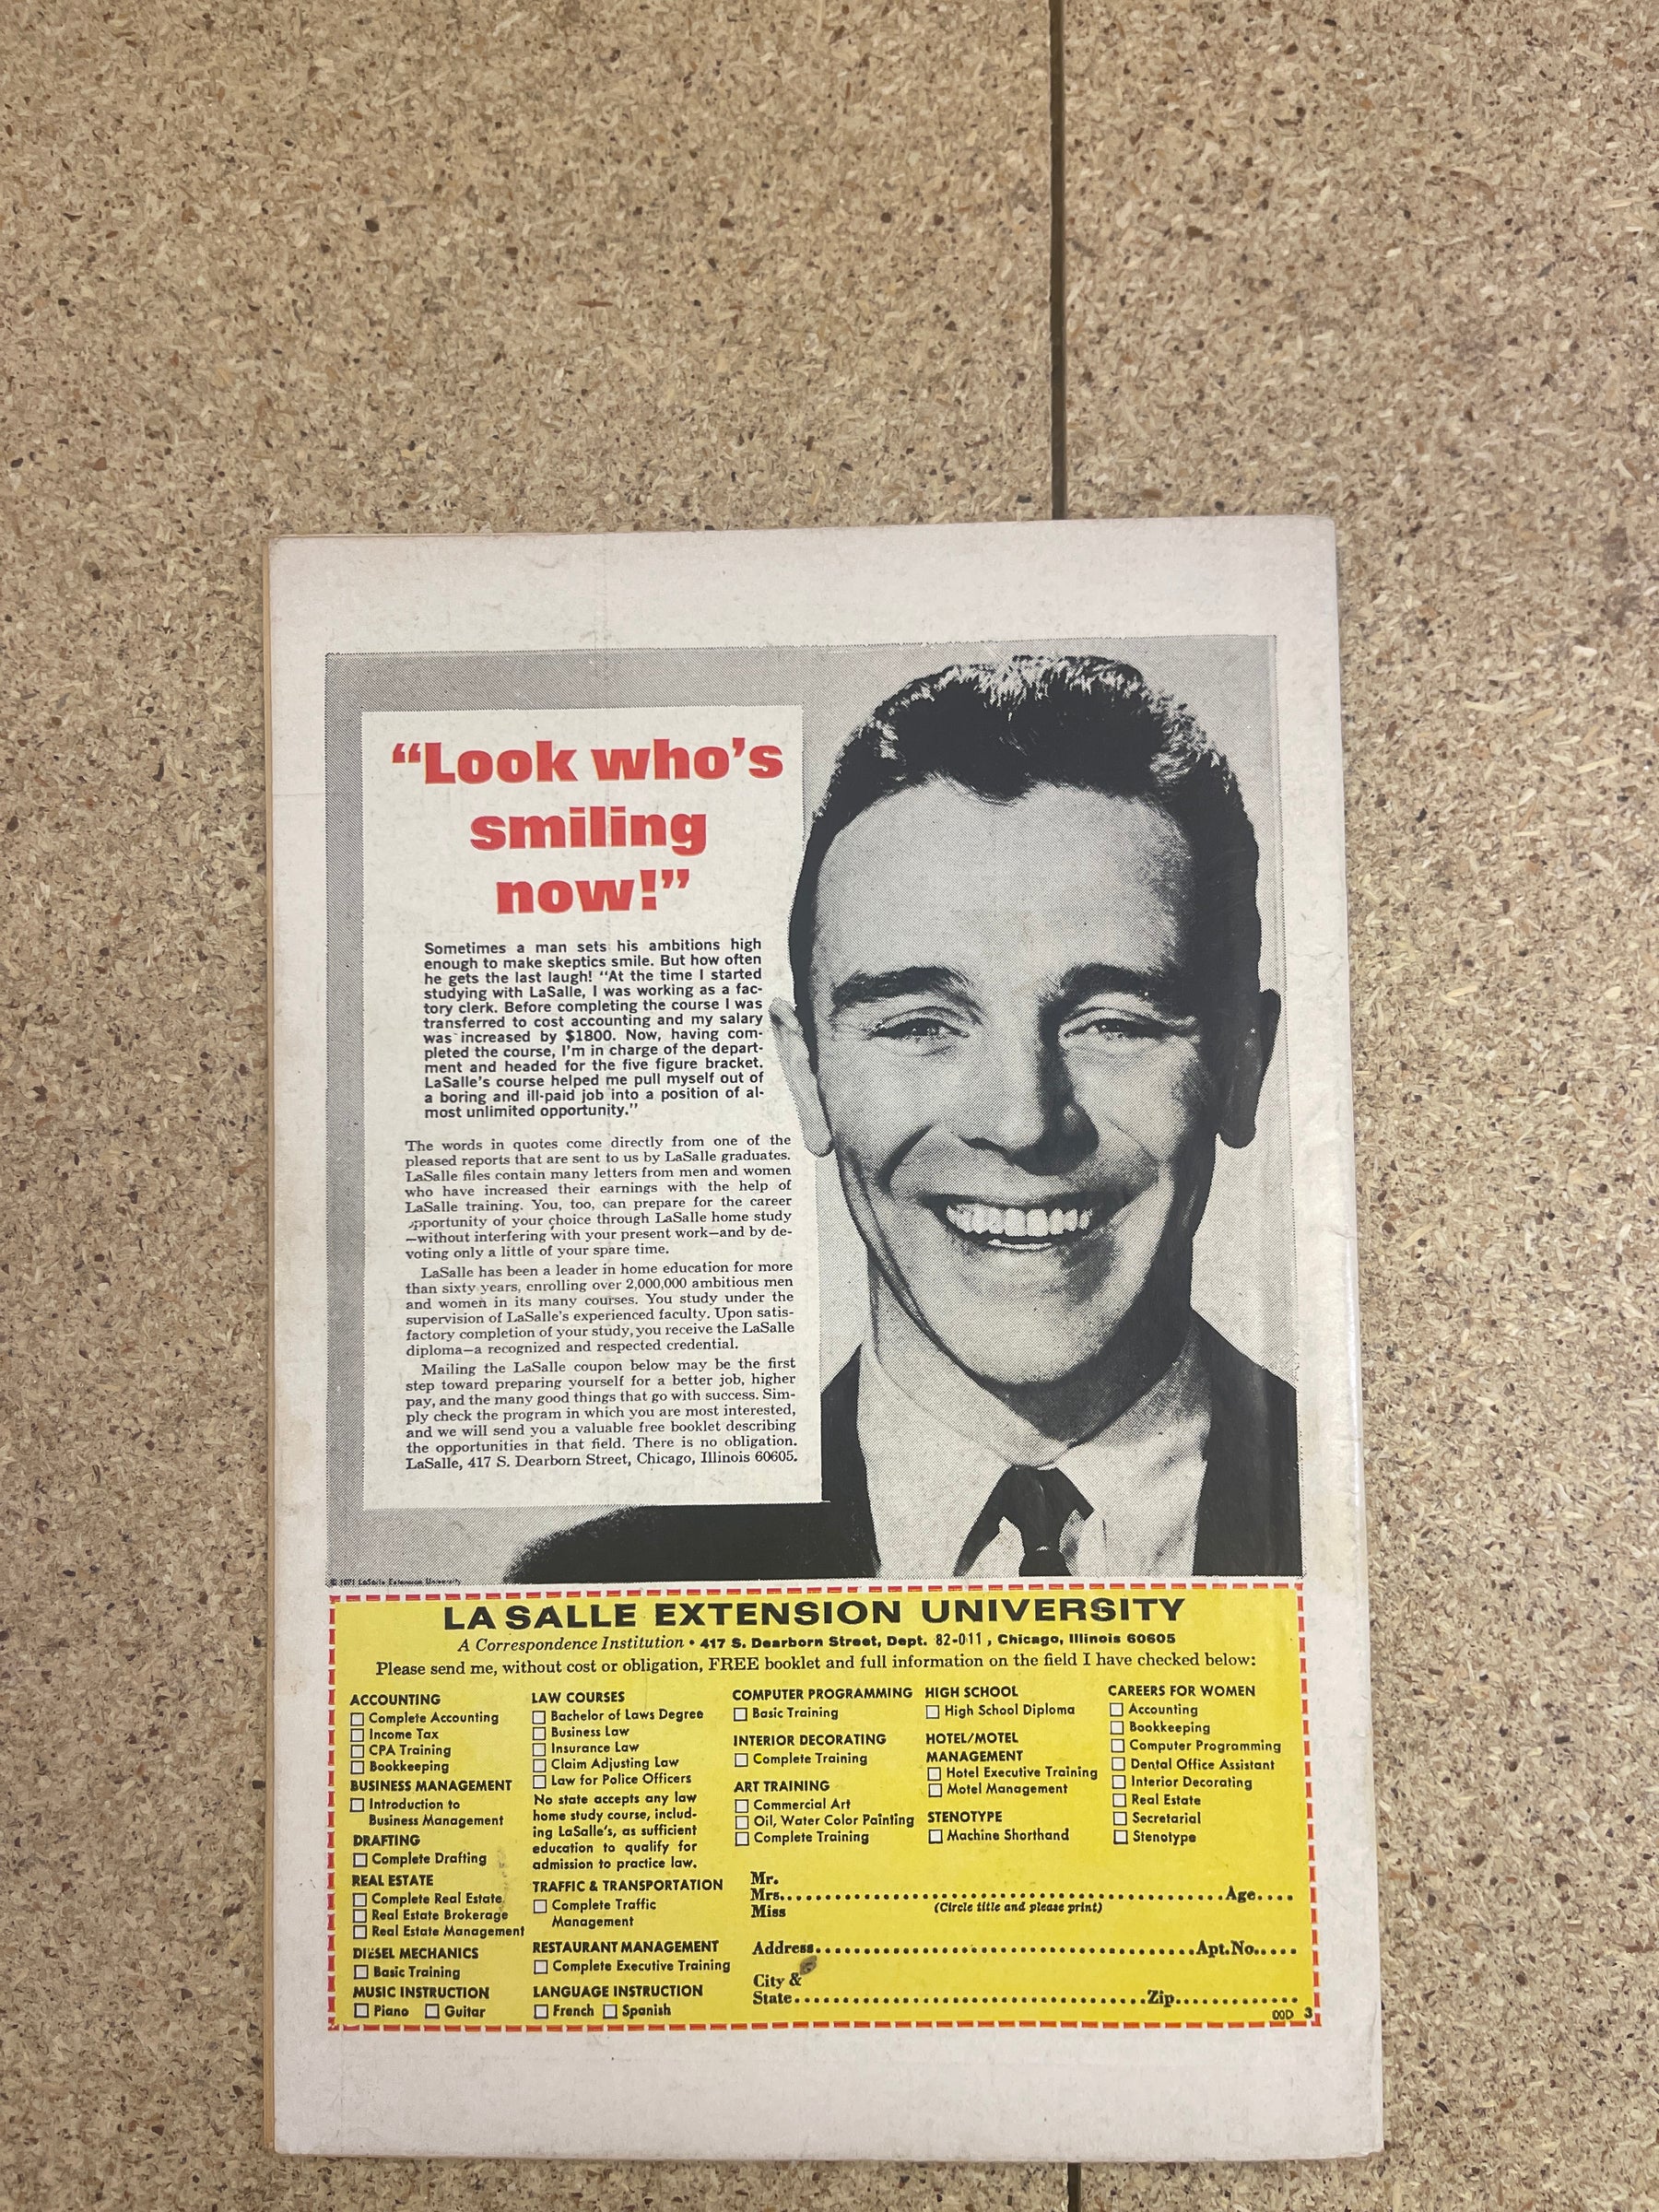 “Look who’s
smiling
now!”
Sometimes a man sets his ambitions high
enough to make skeptics smile. But how often
he gets the last laugh! “At the time I started
studying with LaSalle, I was working as a fac-
tory clerk. Before completing the course I was
transferred to cost accounting and my salary
was increased by $1800. Now, having com-
pleted the course, I’m in charge of the depart-
ment and headed for the five figure bracket.
LaSalle’s course helped me pull myself out of
a boring and ill-paid job into a position of al-
most unlimited opportunity.”
The words in quotes come directly from one of the
pleased reports that are sent to us by LaSalle graduates.
LaSalle files contain many letters from men and women
who have increased their earnings with the help of
LaSalle training. You, too, can prepare for the career
opportunity of your choice through LaSalle home study
—without interfering with your present work—and by de-
voting only a little of your spare time.
LaSalle has been a leader in home education for more
than sixty years, enrolling over 2,000,000 ambitious men
and women in its many courses. You study under the
supervision of LaSalle’s experienced faculty. Upon satis-
factory completion of your study, you receive the LaSalle
diploma—a recognized and respected credential.
Mailing the LaSalle coupon below may be the first
step toward preparing yourself for a better job, higher
pay, and the many good things that go with success. Sim-
ply check the program in which you are most interested,
and we will send you a valuable free booklet describing
the opportunities in that field. There is no obligation.
LaSalle, 417 S. Dearborn Street, Chicago, Illinois 60605.
© 1971 LaSalle Extension University
LA SALLE EXTENSION UNIVERSITY
A Correspondence Institution • 417 S. Dearborn Street, Dept. 82-011, Chicago, Illinois 60605
Please send me, without cost or obligation, FREE booklet and full information on the field I have checked below:
ACCOUNTING
Complete Accounting
Income Tax
CPA Training
Bookkeeping
BUSINESS MANAGEMENT
Introduction to
Business Management
DRAFTING
Complete Drafting
REAL ESTATE
Complete Real Estate
Real Estate Brokerage
Real Estate Management
DIESEL MECHANICS
Basic Training
MUSIC INSTRUCTION
Piano Guitar
LAW COURSES
Bachelor of Laws Degree
Business Law
Insurance Law
Claim Adjusting Law
Law for Police Officers
No state accepts any law
home study course, includ-
ing LaSalle’s, as sufficient
education to qualify for
admission to practice law.
TRAFFIC & TRANSPORTATION
Complete Traffic
Management
RESTAURANT MANAGEMENT
Complete Executive Training
LANGUAGE INSTRUCTION
French Spanish
COMPUTER PROGRAMMING
Basic Training
INTERIOR DECORATING
Complete Training
ART TRAINING
Commercial Art
Oil, Water Color Painting
Complete Training
HIGH SCHOOL
High School Diploma
HOTEL/MOTEL
MANAGEMENT
Hotel Executive Training
Motel Management
STENOTYPE
Machine Shorthand
CAREERS FOR WOMEN
Accounting
Bookkeeping
Computer Programming
Dental Office Assistant
Interior Decorating
Real Estate
Secretarial
Stenotype
Mr.
Mrs. Age
Miss (Circle title and please print)
Address Apt. No.
City &
State Zip
00D 3